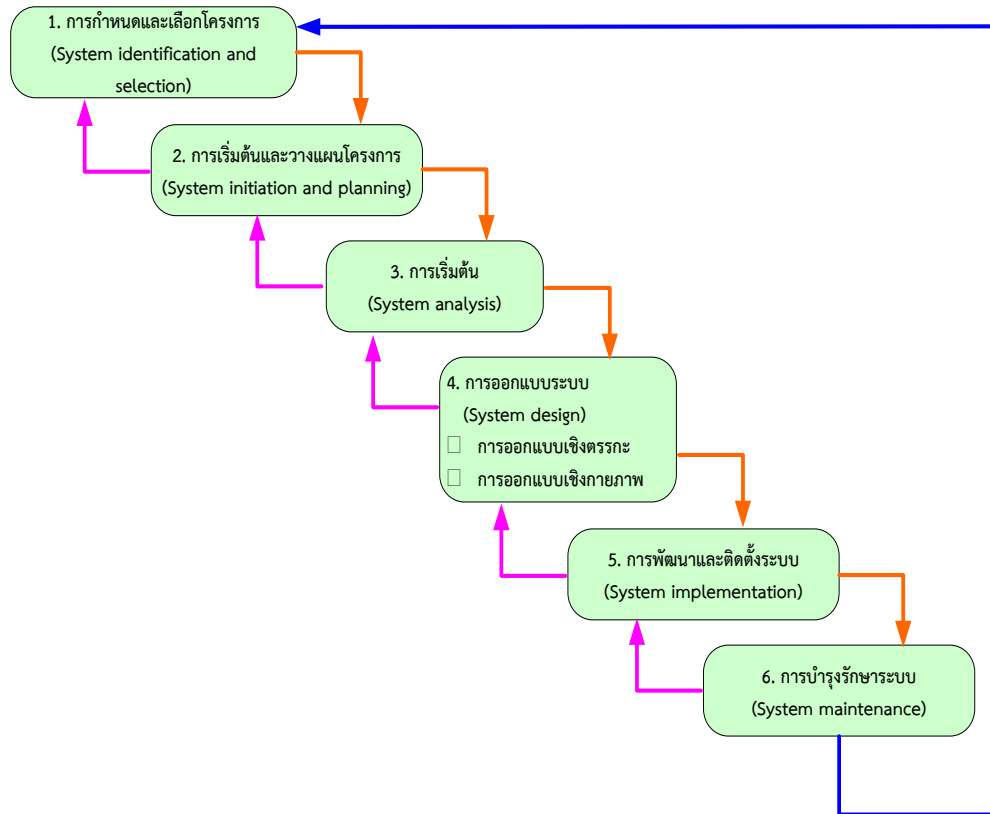 1. การกำหนดและเลือกโครงการ
(System identification and
selection)
2. การเริ่มต้นและวางแผนโครงการ
(System initiation and planning)
3. การเริ่มต้น
(System analysis)
4. การออกแบบระบบ
(System design)
การออกแบบเชิงตรรกะ
การออกแบบเชิงกายภาพ
5. การพัฒนาและติดตั้งระบบ
(System implementation)
6. การบำรุงรักษาระบบ
(System maintenance)